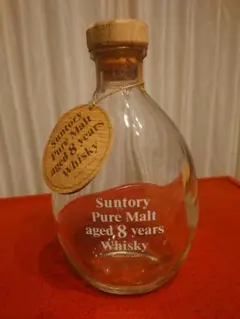 Suntory
Pure Malt
aged 8 years
Whisky
Suntory
Pure Malt
aged 8 years
Whisky